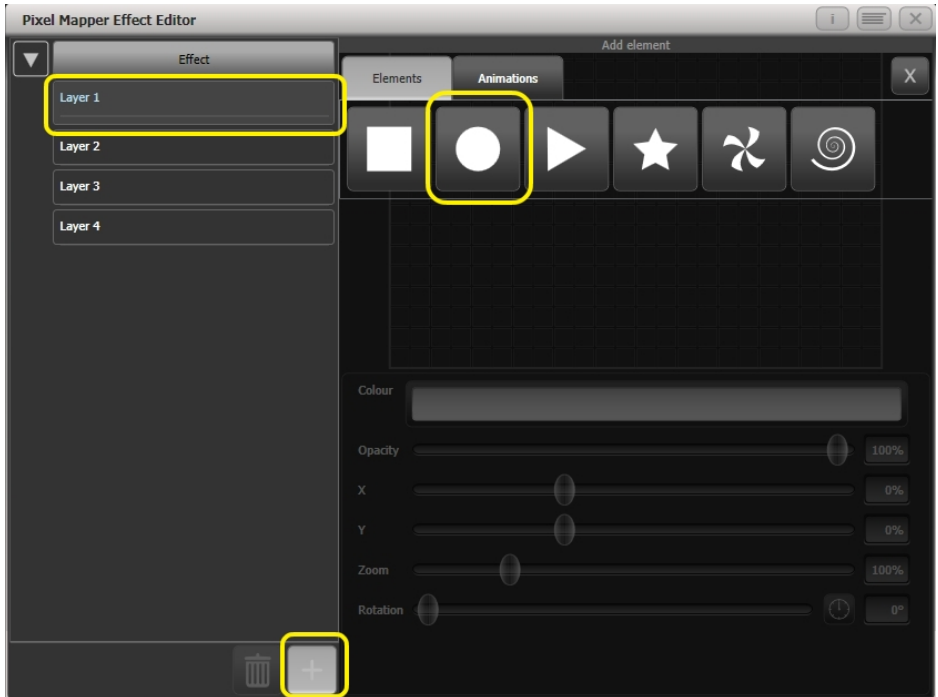 Pixel Mapper Effect Editor
i
Effect
Layer 1
Layer 2
Layer 3
Layer 4
Add element
Elements
Animations
X
Colour
Opacity
100%
X
0%
Y
0%
Zoom
100%
Rotation
0°